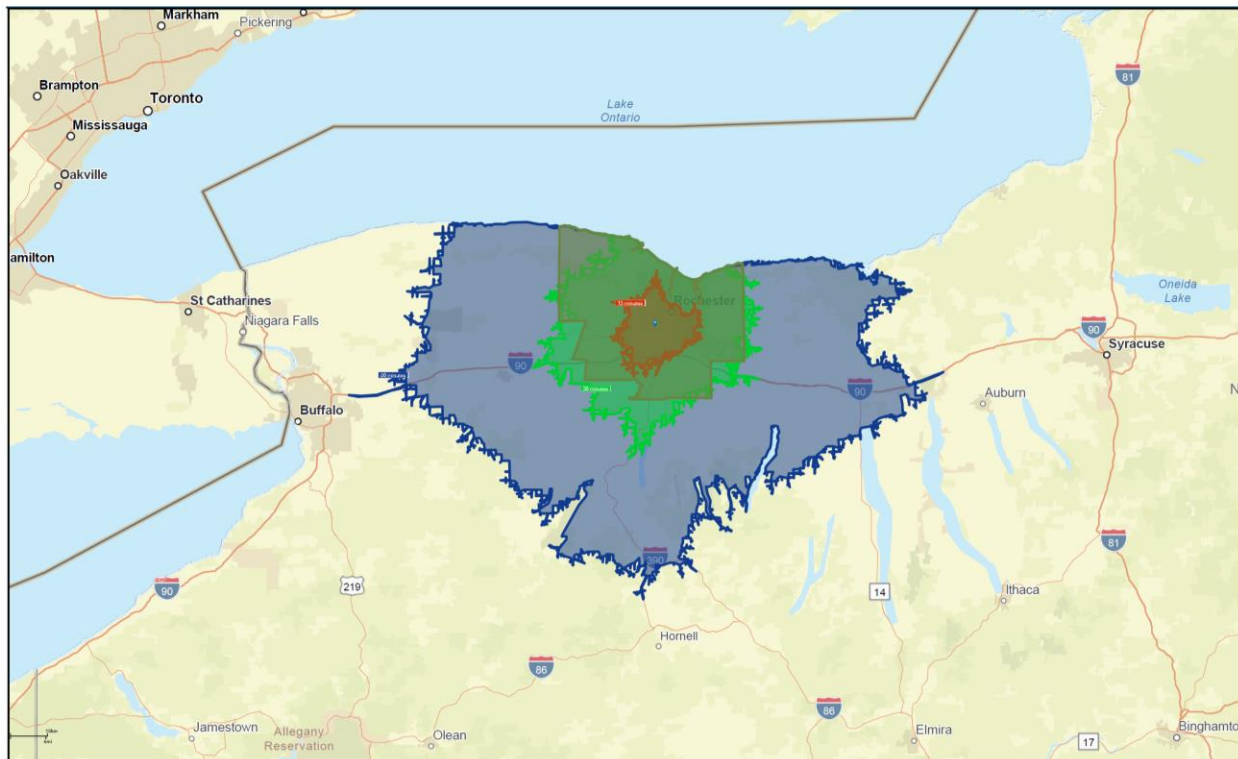 Markham
Pickering
Brampton
Toronto
Mississauga
Oakville
amilton
Lake
Ontario
81
St Catharines
Niagara Falls
Rochester
Oneida
Lake
90
Syracuse
90
90
Buffalo
Auburn
N
390
81
90
219
14
Ithaca
Hornell
86
86
Jamestown
Allegany
Reservation
Olean
Elmira
17
Binghamto